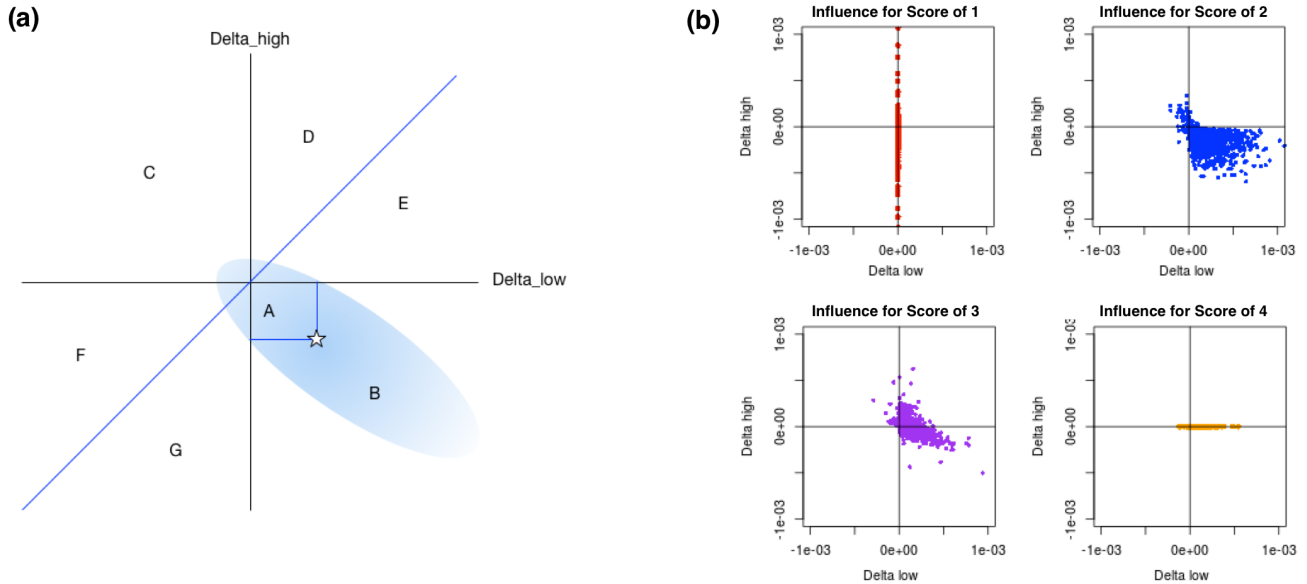 (a)
Delta_high
D
C
E
Delta_low
A
F
B
G
(b)
Influence for Score of 1
1e-03
0e+00
-1e-03
Delta high
-1e-03 0e+00 1e-03
Delta low
Influence for Score of 2
1e-03
0e+00
-1e-03
Delta high
-1e-03 0e+00 1e-03
Delta low
Influence for Score of 3
1e-03
0e+00
-1e-03
Delta high
-1e-03 0e+00 1e-03
Delta low
Influence for Score of 4
0e+00
-1e-03
Delta high
-1e-03 0e+00 1e-03
Delta low